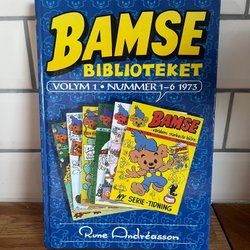 BAMSE
BIBLIOTEKET
VOLYM 1 • NUMMER 1-6 1973
BAMSE
världens starkaste björn
NY SERIE-TIDNING
Rune Andréasson